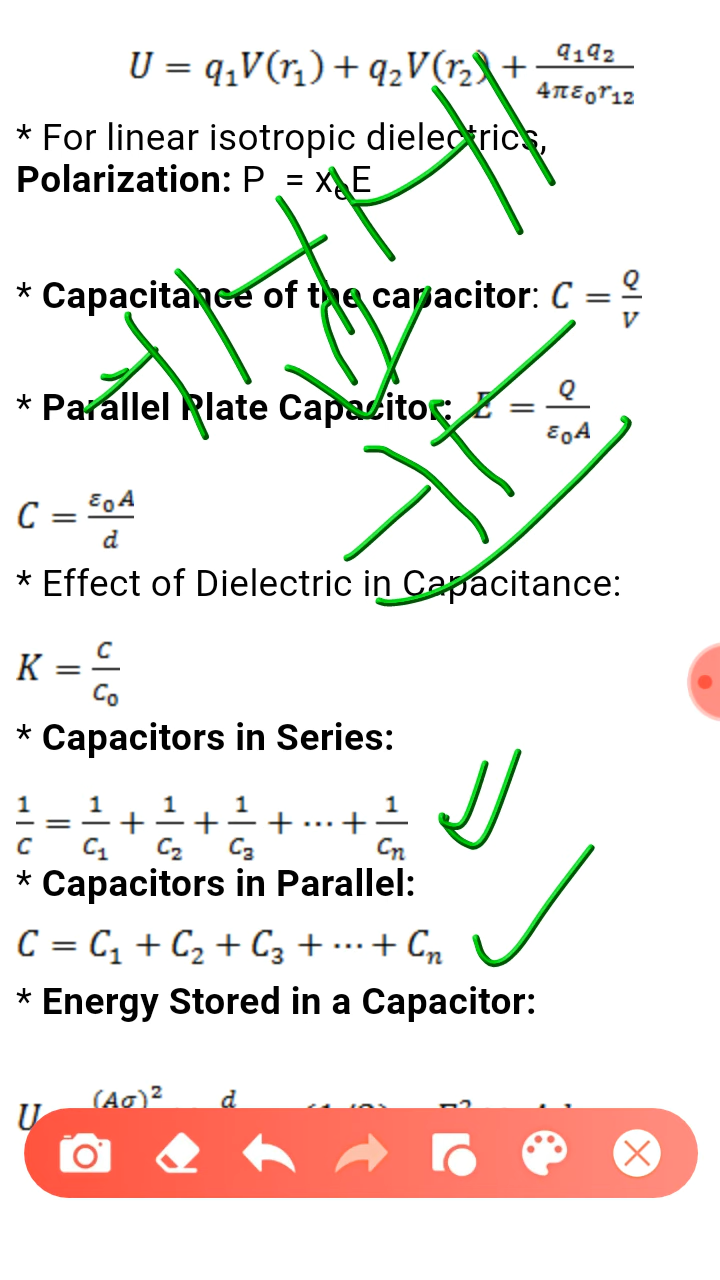 U = q₁V(r₁) + q₂V(r₂) + q₁q₂/4πε₀r₁₂
* For linear isotropic dielectrics,
Polarization: P = xₑE
* Capacitance of the capacitor: C = Q/V
* Parallel Plate Capacitor: E = Q/ε₀A
C = ε₀A/d
* Effect of Dielectric in Capacitance:
K = C/C₀
* Capacitors in Series:
1/C = 1/C₁ + 1/C₂ + 1/C₃ + ⋯ + 1/Cₙ
* Capacitors in Parallel:
C = C₁ + C₂ + C₃ + ⋯ + Cₙ
* Energy Stored in a Capacitor:
U (Aσ)² d